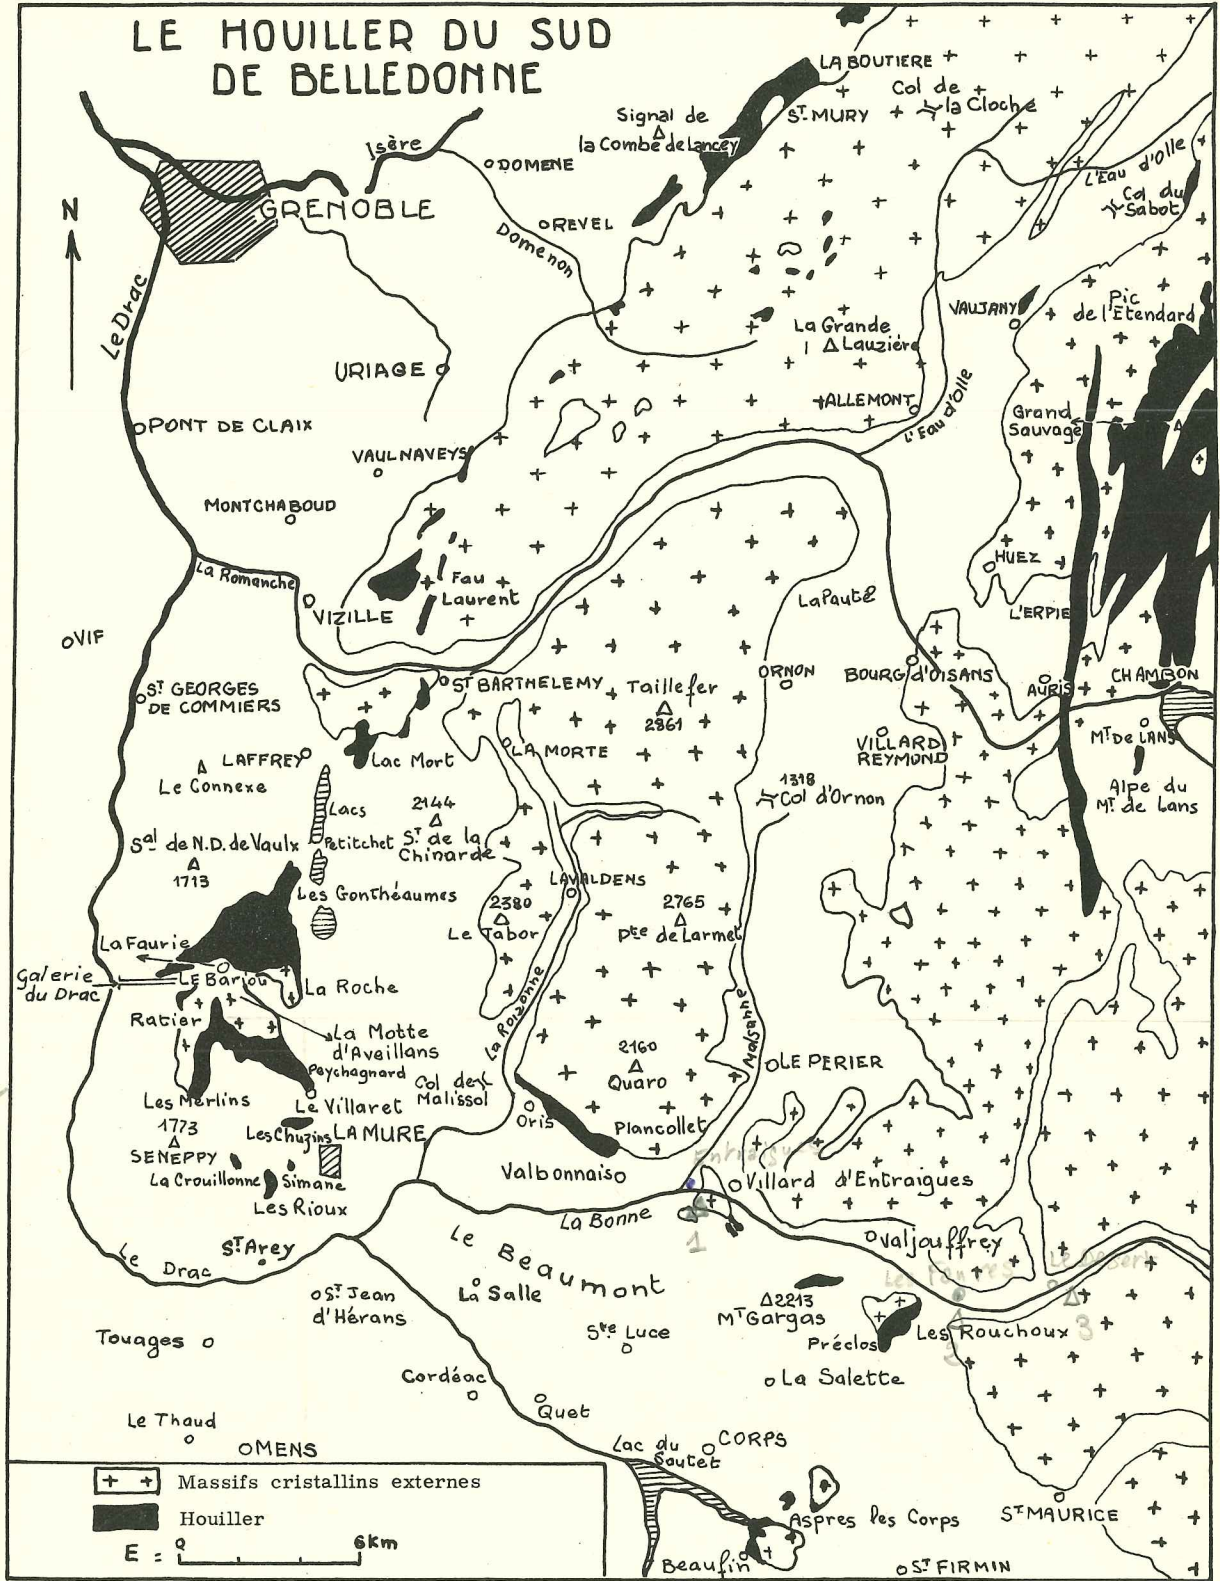 LE HOUILLER DU SUD
DE BELLEDONNE
LA BOUTIERE
Col de
la Cloche
ST MURY
Signal de
la Combe de Lancey
Isère
DOMENE
L'Eau d'Olle
Col du
Sabot
N
GRENOBLE
REVEL
Domenon
Le Drac
VAUJANY
Pic
de l'Etendard
La Grande
Lauzière
URIAGE
ALLEMONT
L'Eau d'Olle
Grand
Sauvage
PONT DE CLAIX
VAULNAVEYS
MONTCHABOUD
HUEZ
La Romanche
Fau
Laurent
VIZILLE
La Paute
L'ERPIE
VIF
ST GEORGES
DE COMMIERS
ST BARTHELEMY
Taillefer
2861
ORNON
BOURG d'OISANS
AURIS
CHAMBON
LA MORTE
VILLARD
REYMOND
MT DE LANS
LAFFREY
Lac Mort
Le Connexe
1318
Col d'Ornon
Alpe du
MT de Lans
Lacs
2144
Sal de N.D. de Vaulx
1713
Petitchet
ST de la
Chinarde
LAVALDENS
Les Gonthéaumes
2380
Le Tabor
2765
Pte de Larmet
La Faurie
LE Bariou
Galerie
du Drac
La Roche
Ratier
La Motte
d'Aveillans
La Roizonne
Malsanne
Peychagnard
Col de
Malissol
2160
Quaro
LE PERIER
Les Merlins
Le Villaret
1773
SENEPPY
Les Chuzins
LA MURE
Oris
Plancollet
Entraigues
Valbonnais
Villard d'Entraigues
La Crouillonne
Simane
Les Rioux
La Bonne
1
Le Drac
ST Arey
Le Beaumont
Valjouffrey
Le Désert
Les Faures
ST Jean
d'Hérans
La Salle
2213
MT Gargas
Préclos
Les Rouchoux
2
3
Touages
Ste Luce
La Salette
Cordéac
Quet
Le Thaud
MENS
Lac du
Sautet
CORPS
Massifs cristallins externes
Houiller
Aspres les Corps
ST MAURICE
E :
0
6km
Beaufin
ST FIRMIN